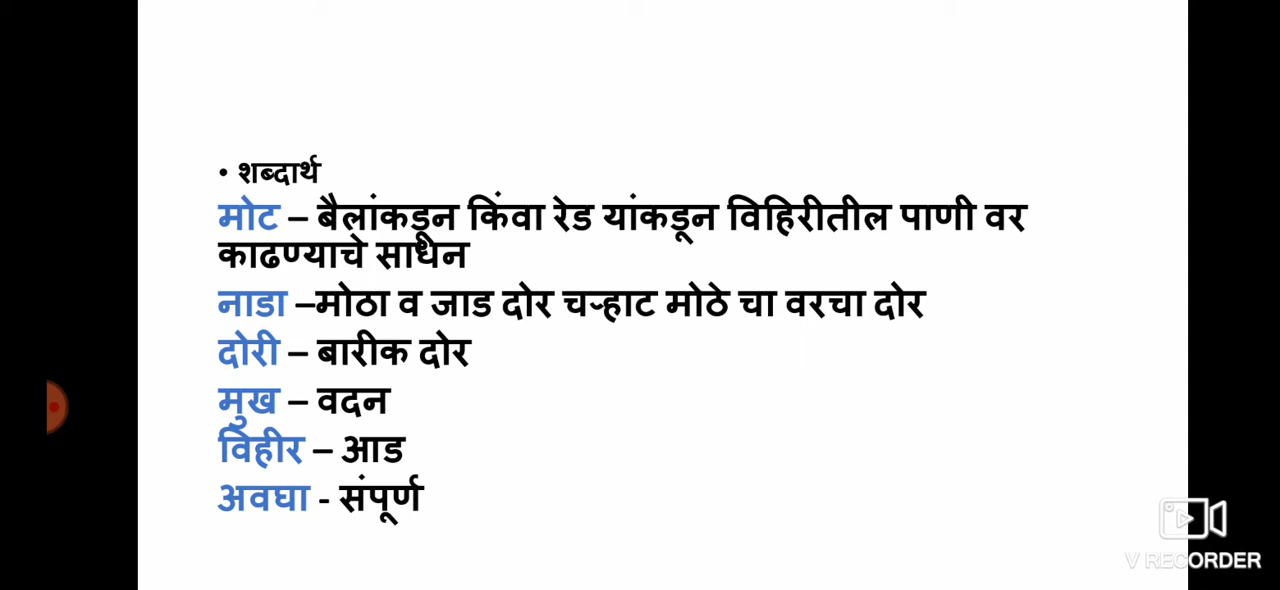 • शब्दार्थ
मोट – बैलांकडून किंवा रेड यांकडून विहिरीतील पाणी वर
काढण्याचे साधन
नाडा –मोठा व जाड दोर चऱ्हाट मोठे चा वरचा दोर
दोरी – बारीक दोर
मुख – वदन
विहीर – आड
अवघा - संपूर्ण
V RECORDER